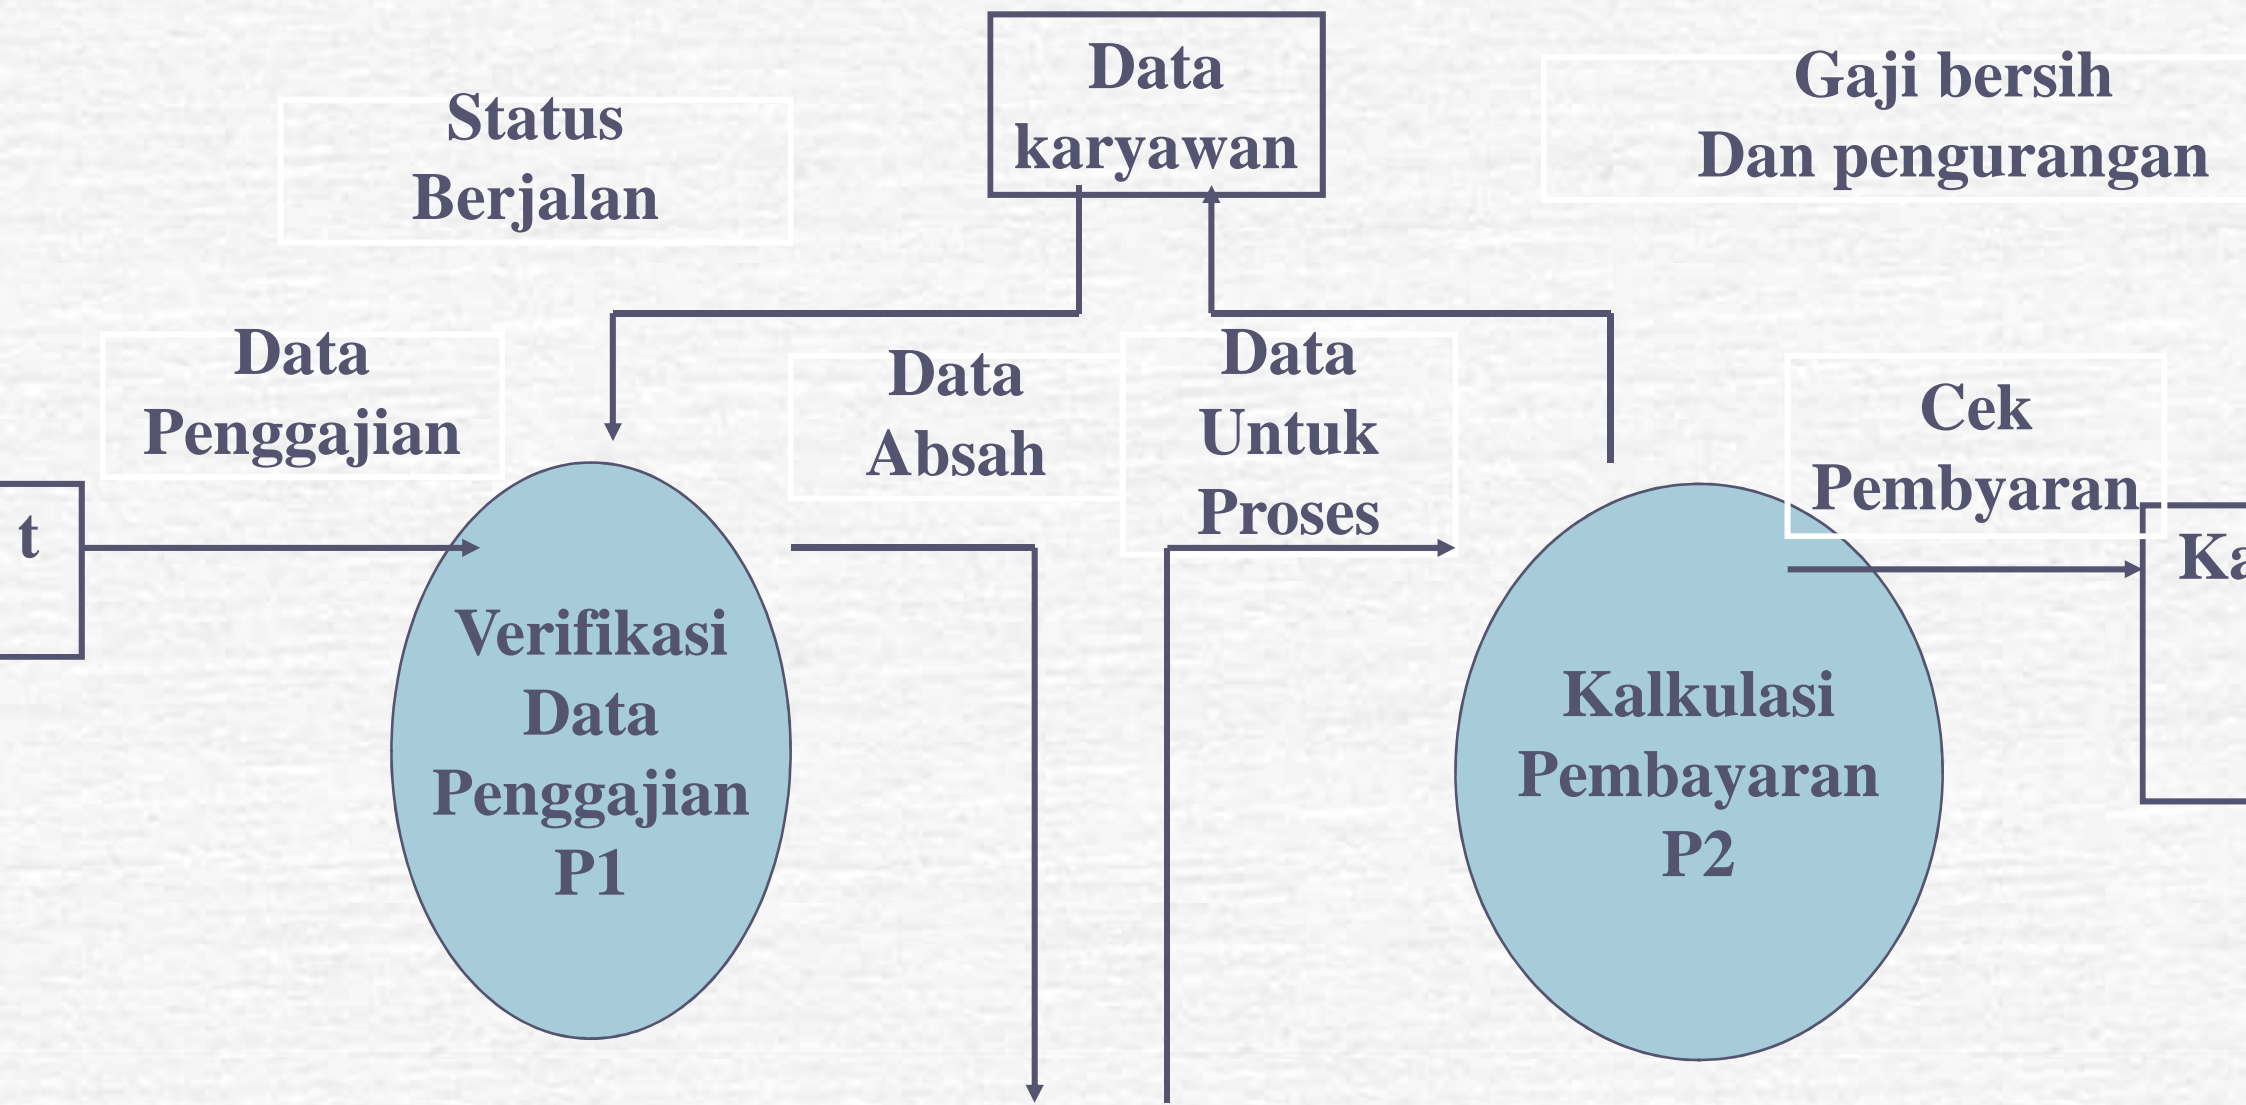 Data
karyawan
Gaji bersih
Dan pengurangan
Status
Berjalan
Data
Penggajian
Data
Absah
Data
Untuk
Proses
Cek
Pembyaran
t
Verifikasi
Data
Penggajian
P1
Kalkulasi
Pembayaran
P2